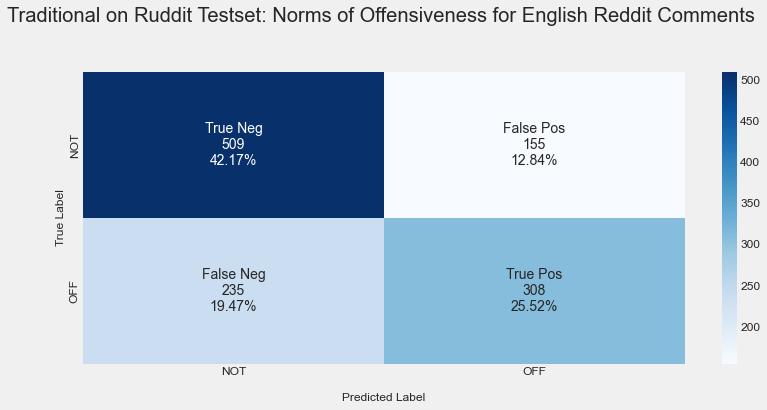 Traditional on Ruddit Testset: Norms of Offensiveness for English Reddit Comments
True Neg
509
42.17%
False Pos
155
12.84%
False Neg
235
19.47%
True Pos
308
25.52%
NOT
OFF
True Label
NOT
OFF
Predicted Label
500
450
400
350
300
250
200